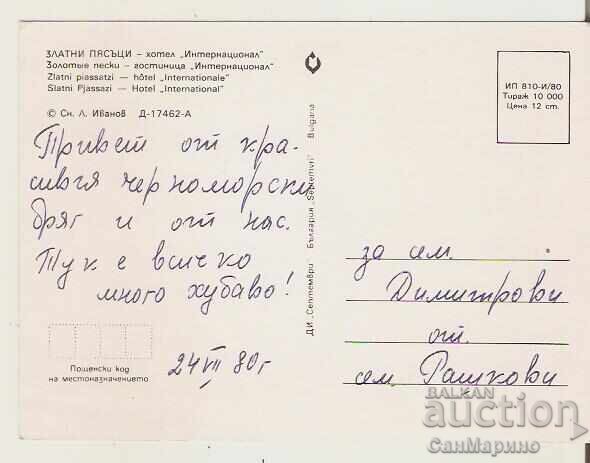 ЗЛАТНИ ПЯСЪЦИ – хотел „Интернационал"
Золотые пески – гостиница „Интернационал"
Zlatni piassatzi — hôtel „Internationale"
Slatni Pjassazi — Hotel „International"
© Сн. Л. Иванов Д-17462-А
Привет от кра-
сивия черноморски
бряг и от нас.
Тук е всичко
много хубаво!
24 VII 80 г
Пощенски код
на местоназначението
ДИ „Септември" България „Septemvri" Bulgaria
ИП 810-И/80
Тираж 10 000
Цена 12 ст.
за сем.
Димитрови
от
сем. Рашкови
BALKAN
auction
СанМарино